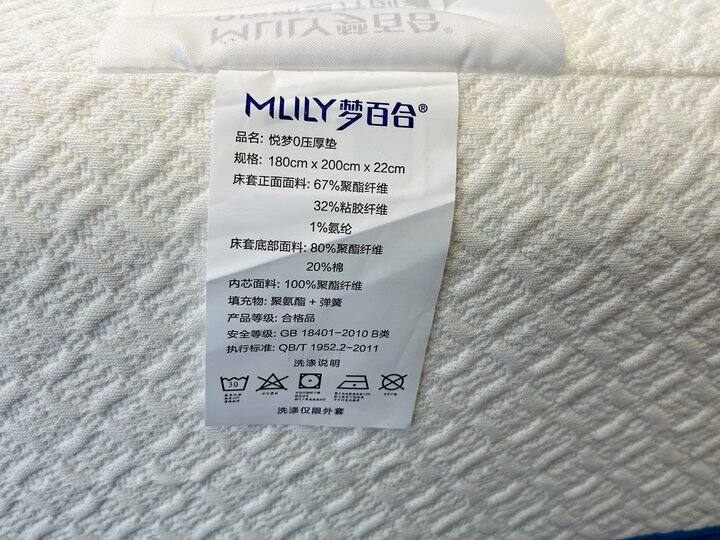 MLILY梦百合®
品名: 悦梦0压厚垫
规格: 180cm x 200cm x 22cm
床套正面面料: 67%聚酯纤维
32%粘胶纤维
1%氨纶
床套底部面料: 80%聚酯纤维
20%棉
内芯面料: 100%聚酯纤维
填充物: 聚氨酯 + 弹簧
产品等级: 合格品
安全等级: GB 18401-2010 B类
执行标准: QB/T 1952.2-2011
洗涤说明
30
洗涤仅限外套